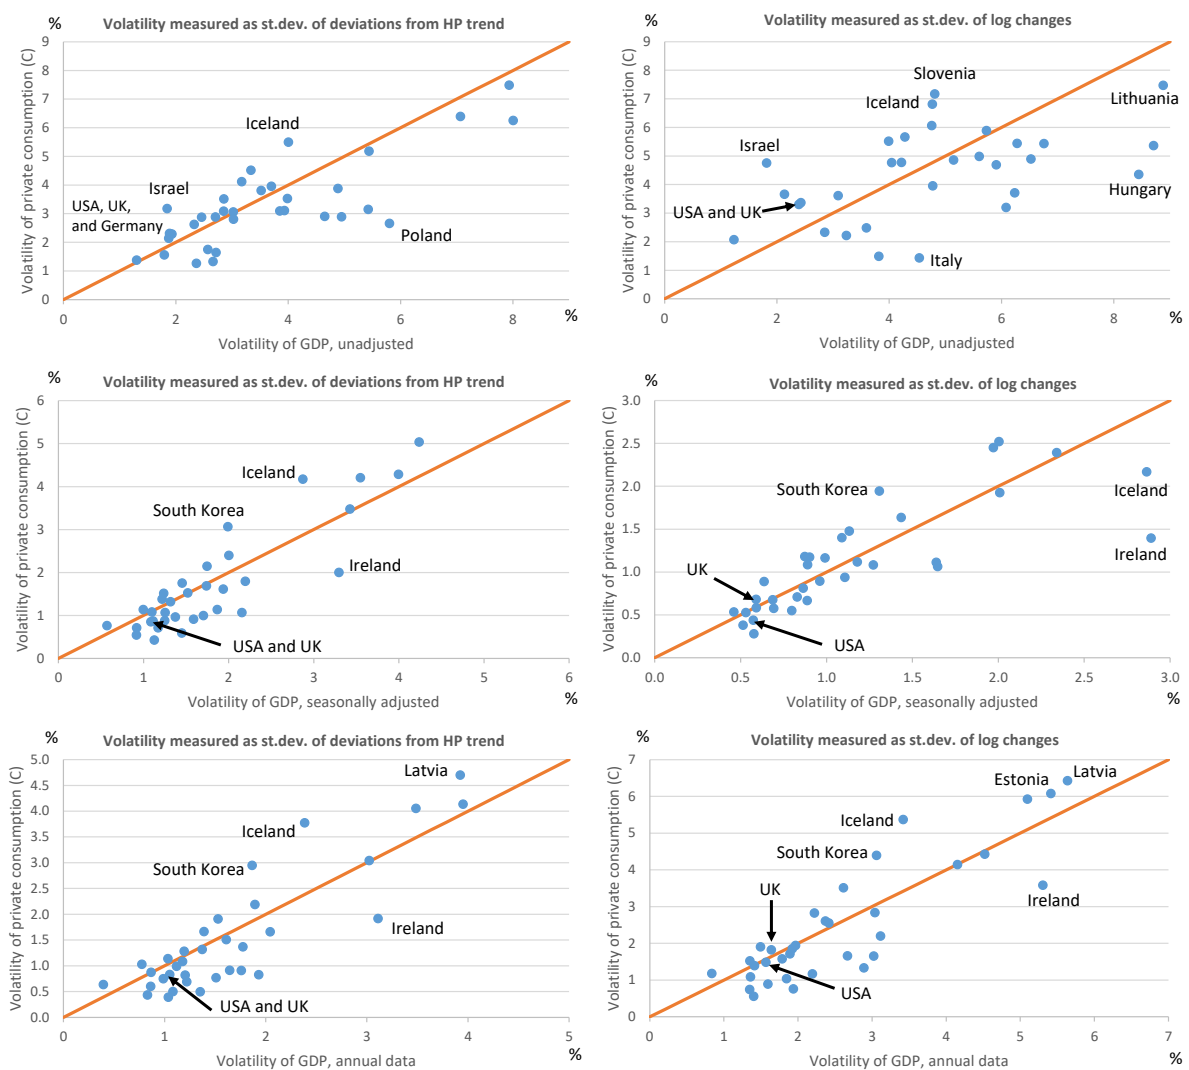 %
Volatility measured as st.dev. of deviations from HP trend
Volatility of private consumption (C)
9
8
7
6
5
4
3
2
1
0
Iceland
Israel
USA, UK,
and Germany
Poland
0 2 4 6 8 %
Volatility of GDP, unadjusted
%
Volatility measured as st.dev. of log changes
Volatility of private consumption (C)
9
8
7
6
5
4
3
2
1
0
Slovenia
Iceland
Lithuania
Israel
Hungary
USA and UK
Italy
0 2 4 6 8 %
Volatility of GDP, unadjusted
%
Volatility measured as st.dev. of deviations from HP trend
Volatility of private consumption (C)
6
5
4
3
2
1
0
Iceland
South Korea
Ireland
USA and UK
0 1 2 3 4 5 6
Volatility of GDP, seasonally adjusted %
%
Volatility measured as st.dev. of log changes
Volatility of private consumption (C)
3.0
2.5
2.0
1.5
1.0
0.5
0.0
South Korea
Iceland
Ireland
UK
USA
0.0 0.5 1.0 1.5 2.0 2.5 3.0
Volatility of GDP, seasonally adjusted %
%
Volatility measured as st.dev. of deviations from HP trend
Volatility of private consumption (C)
5.0
4.5
4.0
3.5
3.0
2.5
2.0
1.5
1.0
0.5
0.0
Latvia
Iceland
South Korea
Ireland
USA and UK
0 1 2 3 4 5
Volatility of GDP, annual data %
%
Volatility measured as st.dev. of log changes
Volatility of private consumption (C)
7
6
5
4
3
2
1
0
Estonia
Latvia
Iceland
South Korea
Ireland
UK
USA
0 1 2 3 4 5 6 7
Volatility of GDP, annual data %